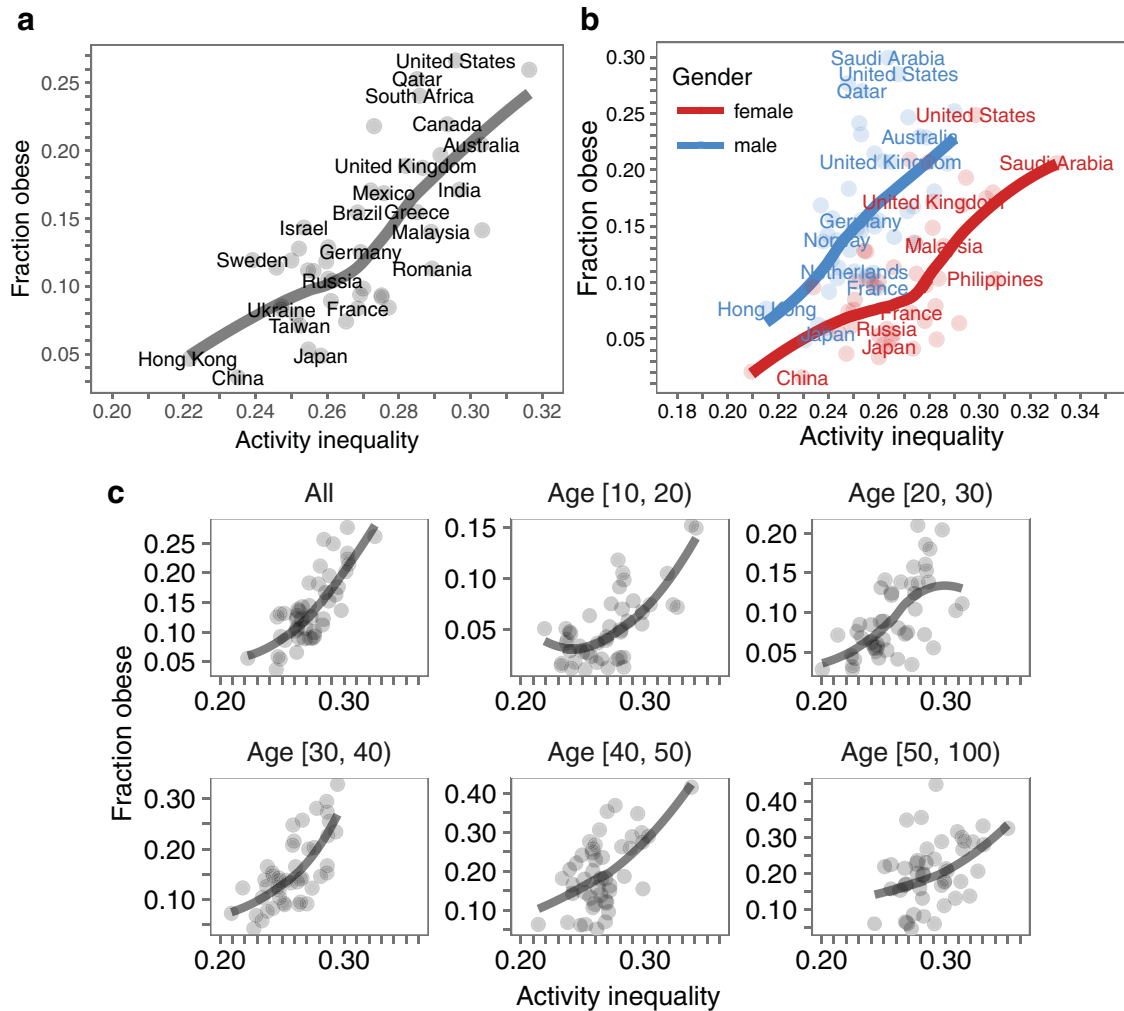 a
Fraction obese
0.25
0.20
0.15
0.10
0.05
United States
Qatar
South Africa
Canada
Australia
United Kingdom
Mexico
India
Brazil
Greece
Israel
Malaysia
Germany
Sweden
Romania
Russia
Ukraine
France
Taiwan
Hong Kong
Japan
China
0.20 0.22 0.24 0.26 0.28 0.30 0.32
Activity inequality
b
Fraction obese
0.30
0.25
0.20
0.15
0.10
0.05
Gender
female
male
Saudi Arabia
United States
Qatar
United States
Australia
United Kingdom
Saudi Arabia
United Kingdom
Germany
Norway
Malaysia
Netherlands
Philippines
France
Hong Kong
France
Japan
Russia
Japan
China
0.18 0.20 0.22 0.24 0.26 0.28 0.30 0.32 0.34
Activity inequality
c
Fraction obese
All
0.25
0.20
0.15
0.10
0.05
0.20 0.30
Age [10, 20)
0.15
0.10
0.05
0.20 0.30
Age [20, 30)
0.20
0.15
0.10
0.05
0.20 0.30
Age [30, 40)
0.30
0.20
0.10
0.20 0.30
Age [40, 50)
0.40
0.30
0.20
0.10
0.20 0.30
Age [50, 100)
0.40
0.30
0.20
0.10
0.20 0.30
Activity inequality